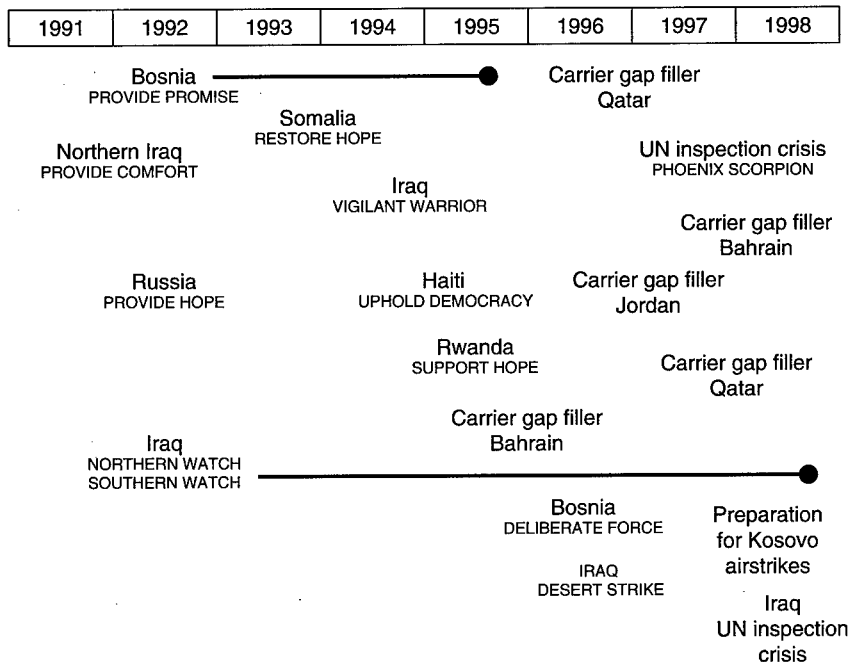 1991 1992 1993 1994 1995 1996 1997 1998
Bosnia
PROVIDE PROMISE
Carrier gap filler
Qatar
Somalia
RESTORE HOPE
Northern Iraq
PROVIDE COMFORT
UN inspection crisis
PHOENIX SCORPION
Iraq
VIGILANT WARRIOR
Carrier gap filler
Bahrain
Russia
PROVIDE HOPE
Haiti
UPHOLD DEMOCRACY
Carrier gap filler
Jordan
Rwanda
SUPPORT HOPE
Carrier gap filler
Qatar
Carrier gap filler
Bahrain
Iraq
NORTHERN WATCH
SOUTHERN WATCH
Bosnia
DELIBERATE FORCE
Preparation
for Kosovo
airstrikes
IRAQ
DESERT STRIKE
Iraq
UN inspection
crisis